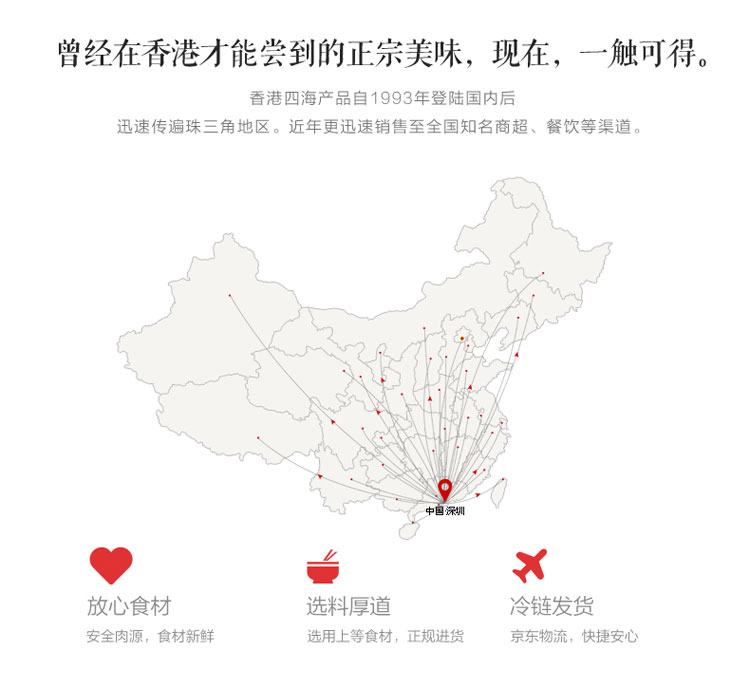 曾经在香港才能尝到的正宗美味，现在，一触可得。
香港四海产品自1993年登陆国内后
迅速传遍珠三角地区。近年更迅速销售至全国知名商超、餐饮等渠道。
中国·深圳
放心食材
选料厚道
冷链发货
安全肉源，食材新鲜
选用上等食材，正规进货
京东物流，快捷安心